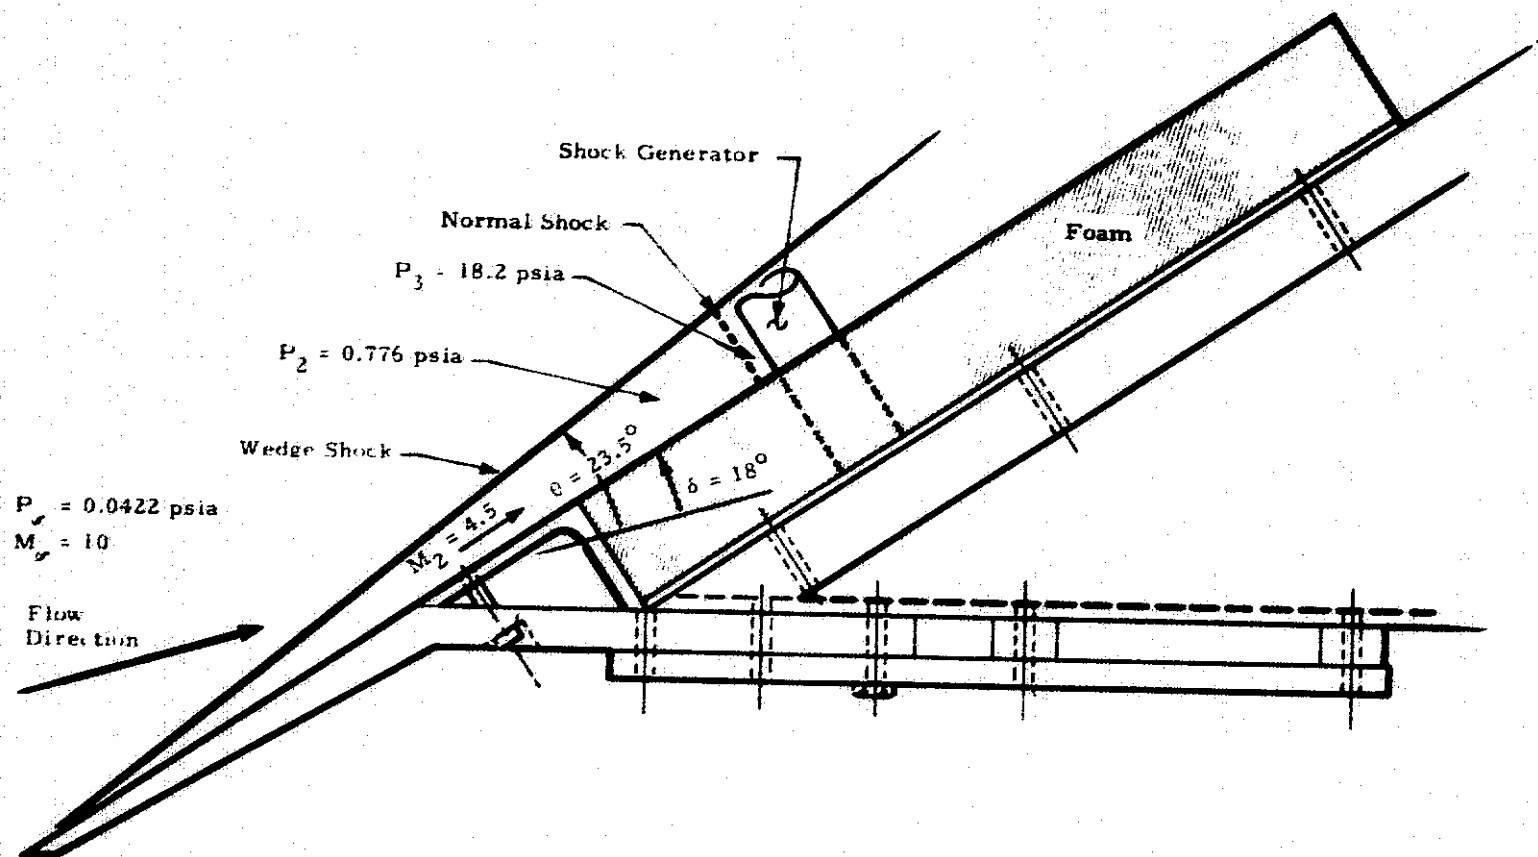 Shock Generator
Normal Shock
P3 - 18.2 psia
P2 = 0.776 psia
Wedge Shock
θ = 23.5°
δ = 18°
M2 = 4.5
P∞ = 0.0422 psia
M∞ = 10
Flow
Direction
Foam